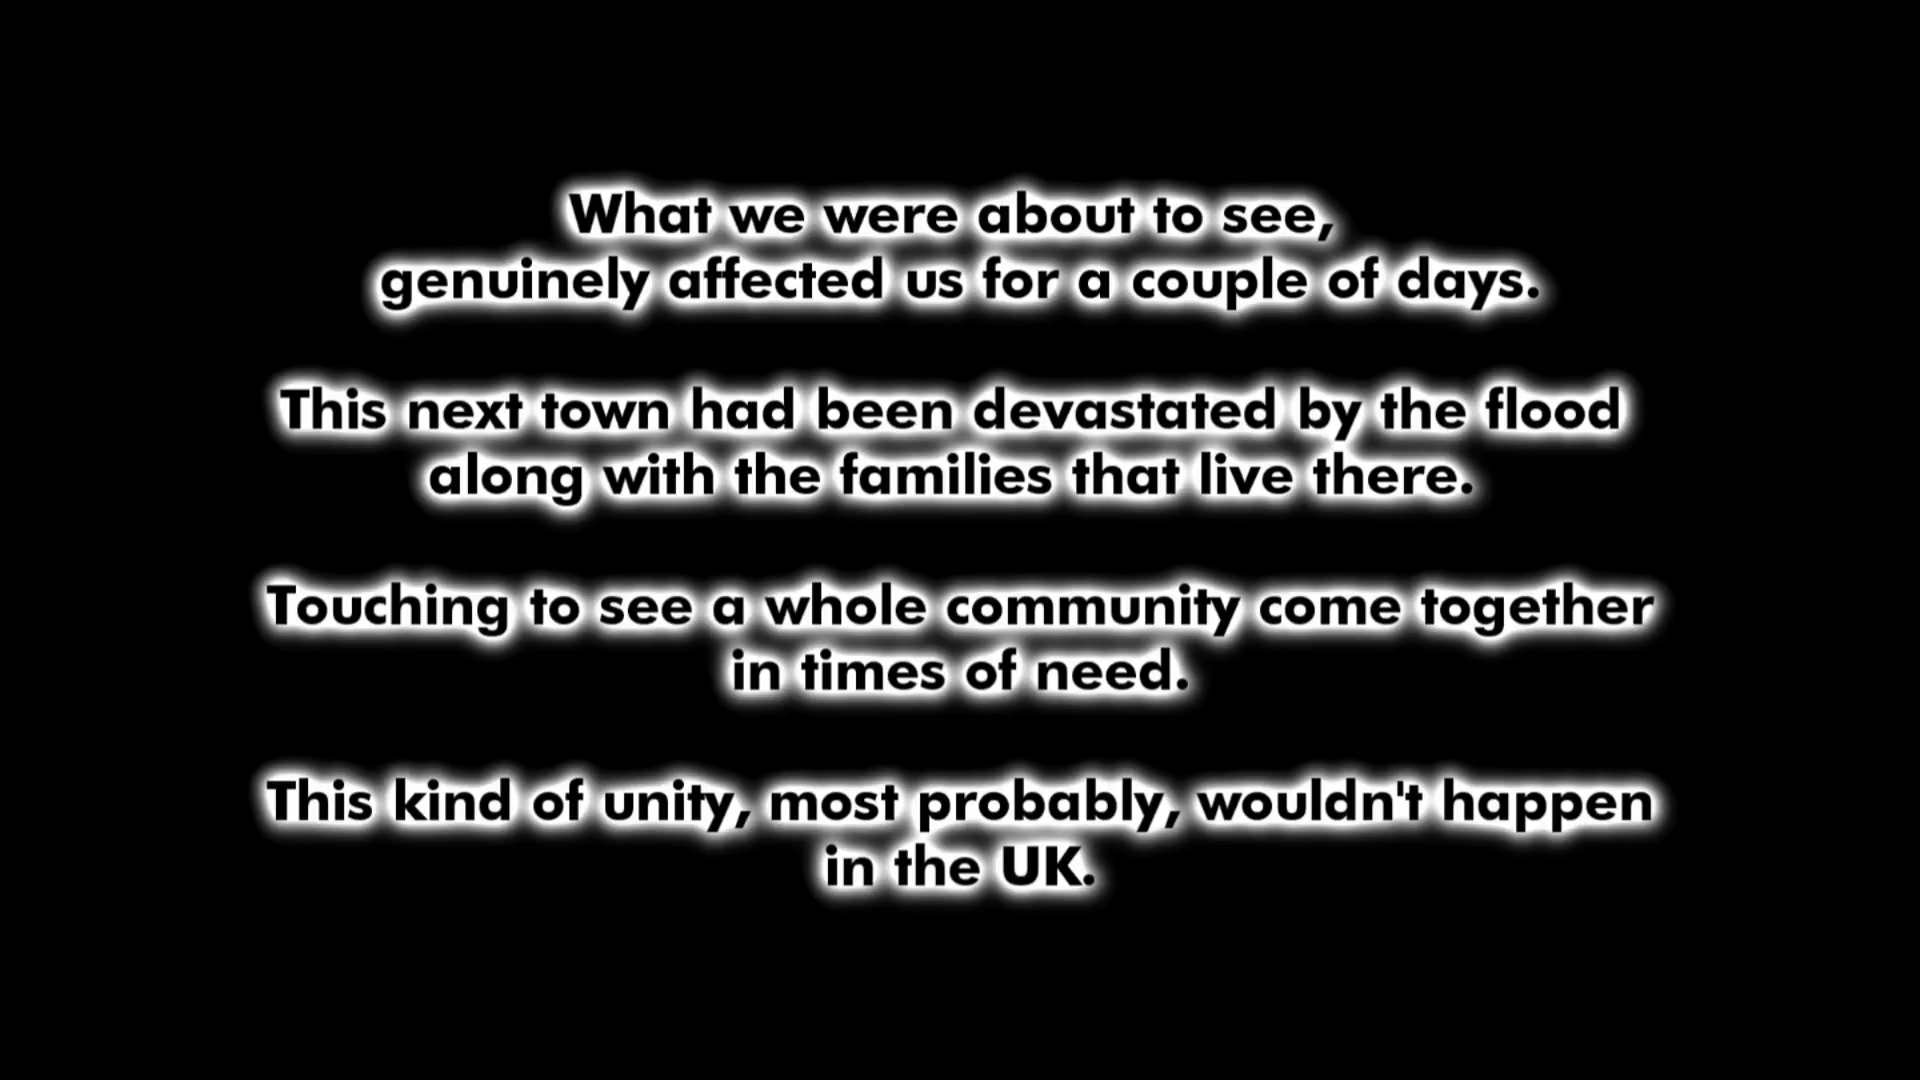 What we were about to see,
genuinely affected us for a couple of days.
This next town had been devastated by the flood
along with the families that live there.
Touching to see a whole community come together
in times of need.
This kind of unity, most probably, wouldn't happen
in the UK.